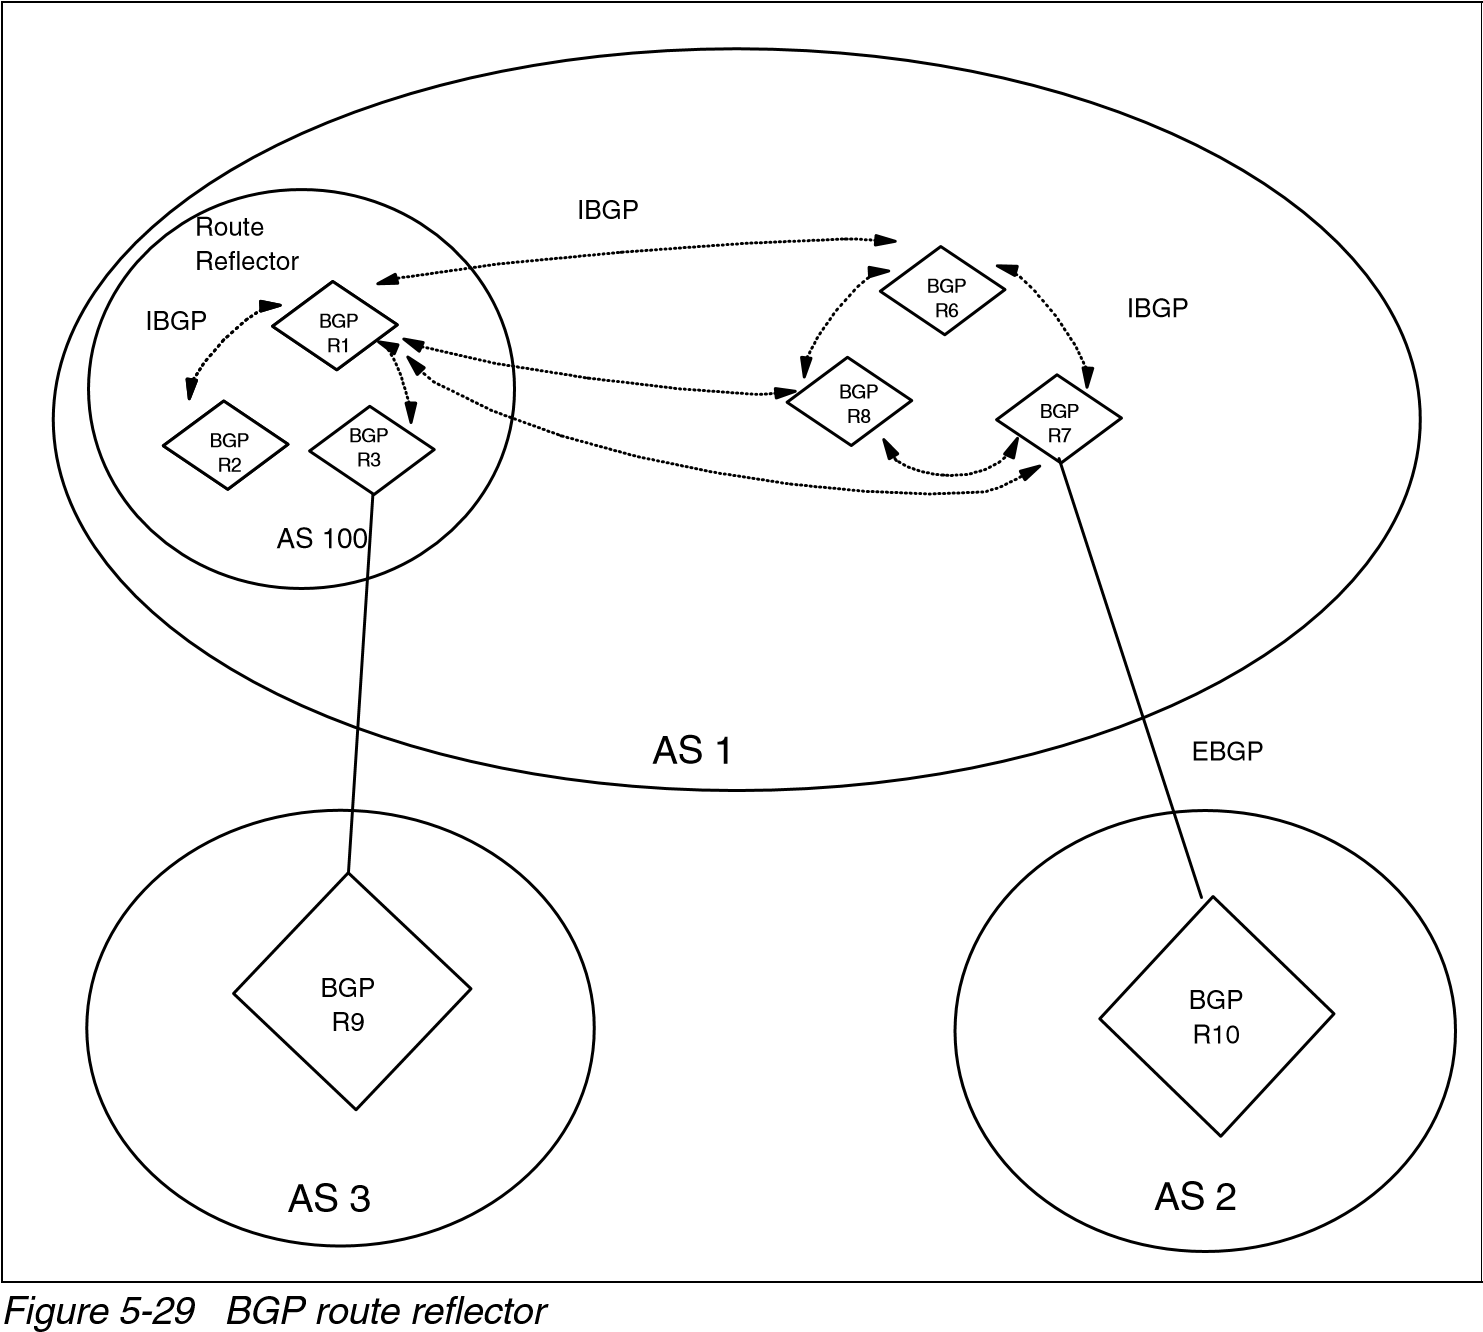 IBGP
Route
Reflector
BGP
R6
IBGP
IBGP
BGP
R1
BGP
R8
BGP
R7
BGP
R2
BGP
R3
AS 100
AS 1
EBGP
BGP
R9
BGP
R10
AS 3
AS 2
Figure 5-29 BGP route reflector